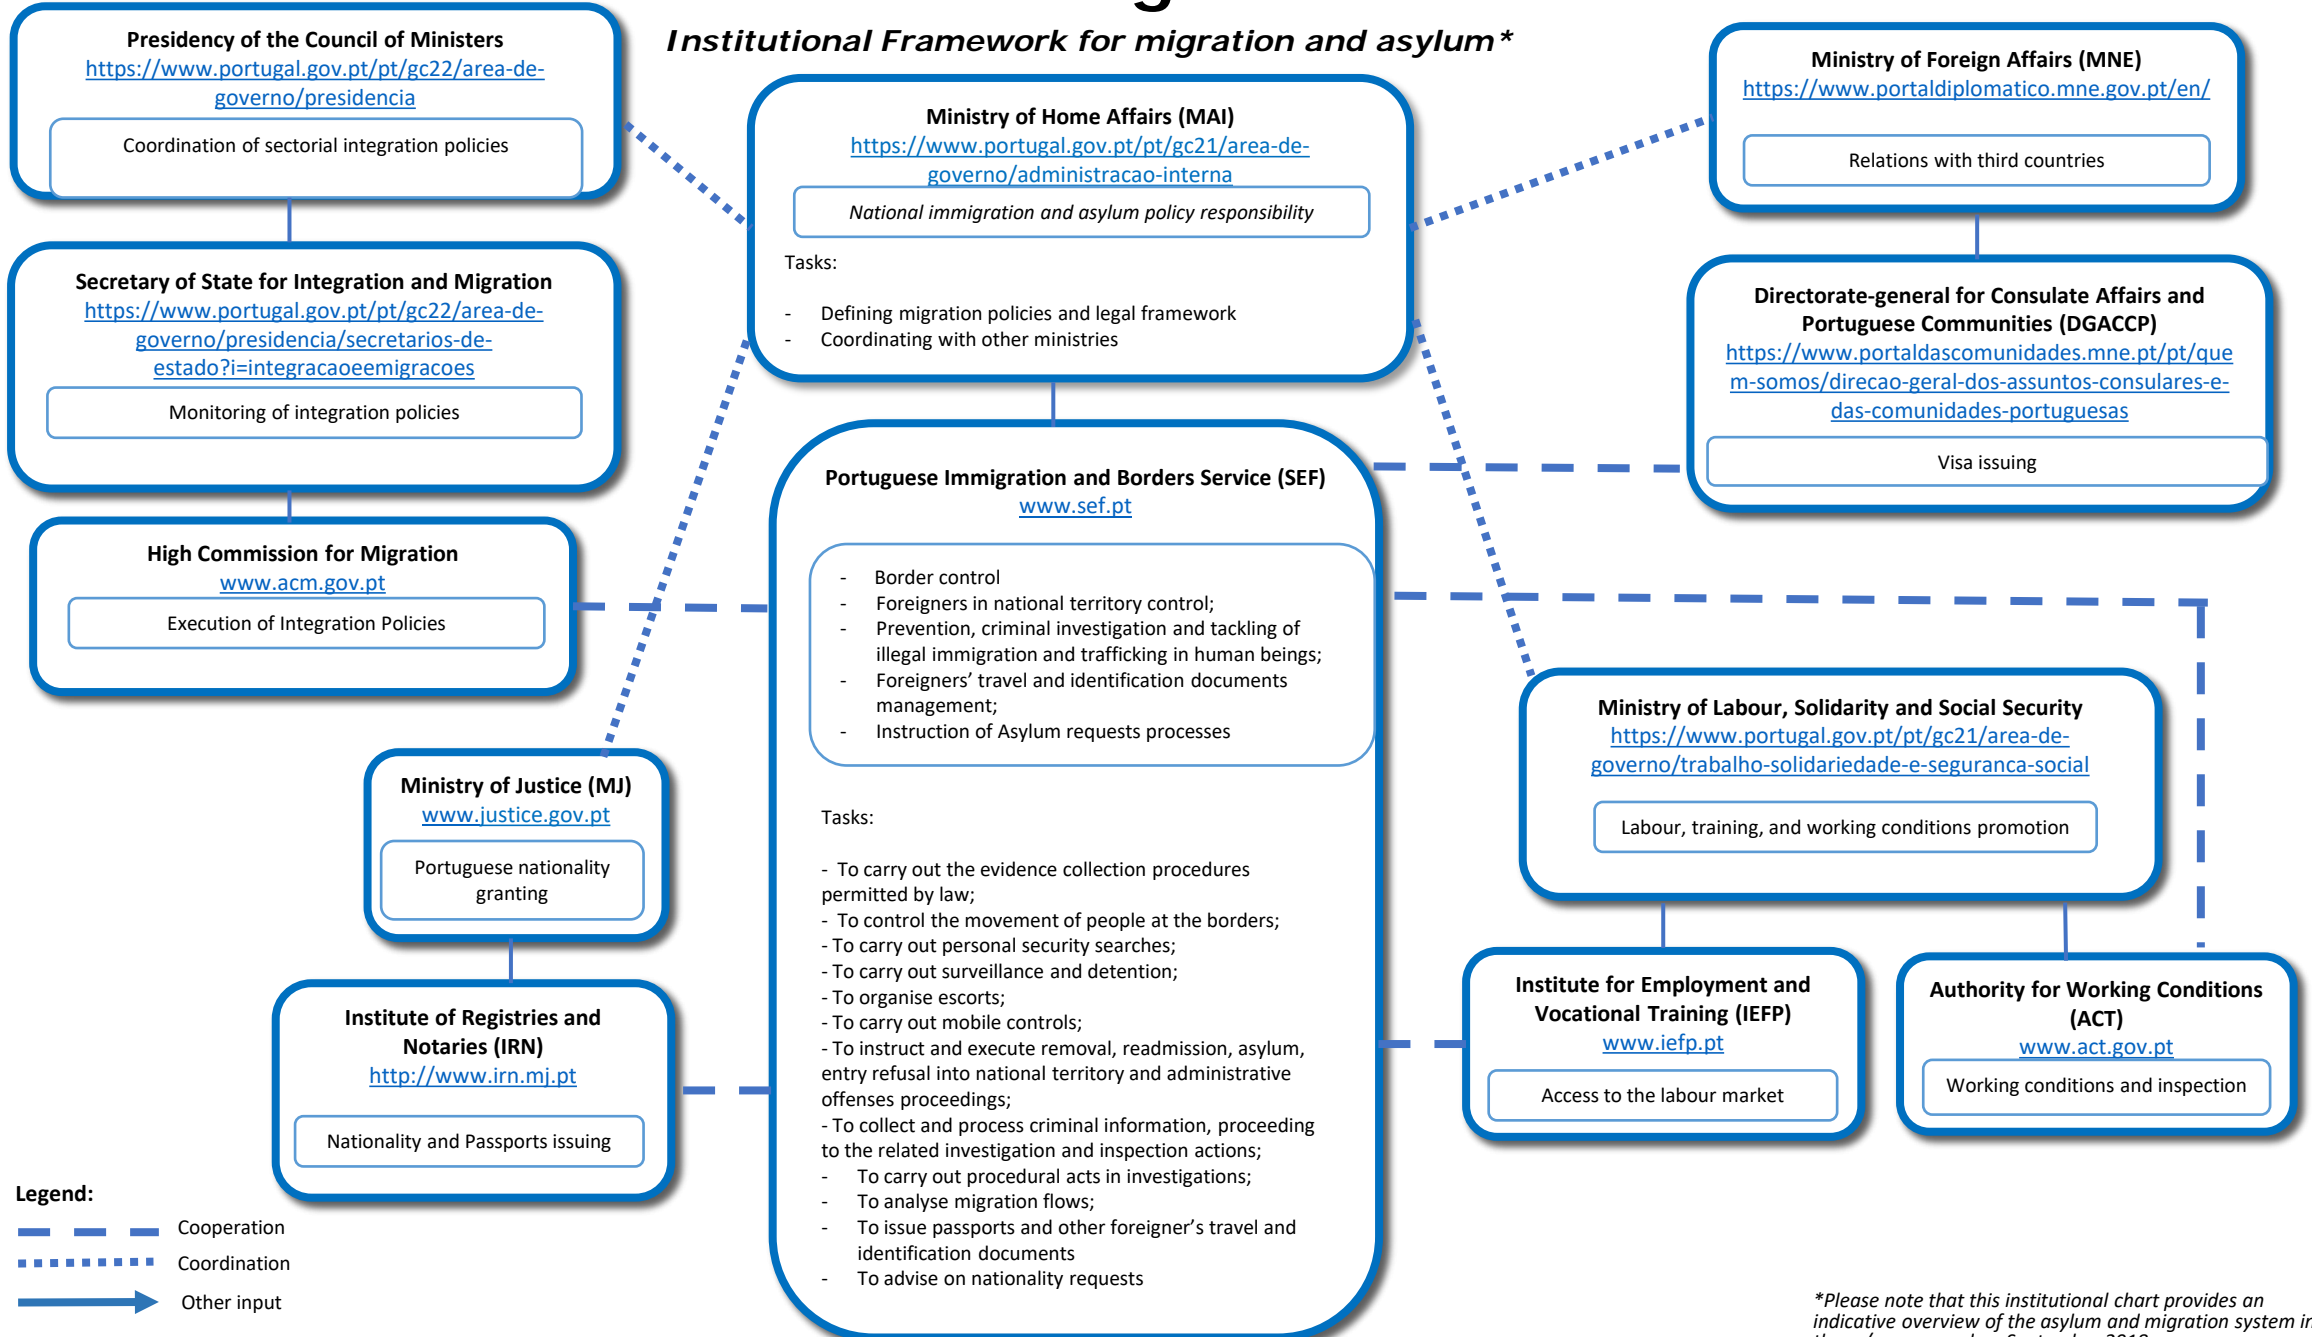 Institutional Framework for migration and asylum*
Presidency of the Council of Ministers
https://www.portugal.gov.pt/pt/gc22/area-de-
governo/presidencia
Coordination of sectorial integration policies
Secretary of State for Integration and Migration
https://www.portugal.gov.pt/pt/gc22/area-de-
governo/presidencia/secretarios-de-
estado?i=integracaoeemigracoes
Monitoring of integration policies
High Commission for Migration
www.acm.gov.pt
Execution of Integration Policies
Ministry of Home Affairs (MAI)
https://www.portugal.gov.pt/pt/gc21/area-de-
governo/administracao-interna
National immigration and asylum policy responsibility
Tasks:
- Defining migration policies and legal framework
- Coordinating with other ministries
Ministry of Foreign Affairs (MNE)
https://www.portaldiplomatico.mne.gov.pt/en/
Relations with third countries
Directorate-general for Consulate Affairs and
Portuguese Communities (DGACCP)
https://www.portaldascomunidades.mne.pt/pt/que
m-somos/direcao-geral-dos-assuntos-consulares-e-
das-comunidades-portuguesas
Visa issuing
Portuguese Immigration and Borders Service (SEF)
www.sef.pt
- Border control
- Foreigners in national territory control;
- Prevention, criminal investigation and tackling of
illegal immigration and trafficking in human beings;
- Foreigners’ travel and identification documents
management;
- Instruction of Asylum requests processes
Tasks:
- To carry out the evidence collection procedures
permitted by law;
- To control the movement of people at the borders;
- To carry out personal security searches;
- To carry out surveillance and detention;
- To organise escorts;
- To carry out mobile controls;
- To instruct and execute removal, readmission, asylum,
entry refusal into national territory and administrative
offenses proceedings;
- To collect and process criminal information, proceeding
to the related investigation and inspection actions;
- To carry out procedural acts in investigations;
- To analyse migration flows;
- To issue passports and other foreigner’s travel and
identification documents
- To advise on nationality requests
Ministry of Justice (MJ)
www.justice.gov.pt
Portuguese nationality
granting
Institute of Registries and
Notaries (IRN)
http://www.irn.mj.pt
Nationality and Passports issuing
Ministry of Labour, Solidarity and Social Security
https://www.portugal.gov.pt/pt/gc21/area-de-
governo/trabalho-solidariedade-e-seguranca-social
Labour, training, and working conditions promotion
Institute for Employment and
Vocational Training (IEFP)
www.iefp.pt
Access to the labour market
Authority for Working Conditions
(ACT)
www.act.gov.pt
Working conditions and inspection
Legend:
Cooperation
Coordination
Other input
*Please note that this institutional chart provides an
indicative overview of the asylum and migration system in